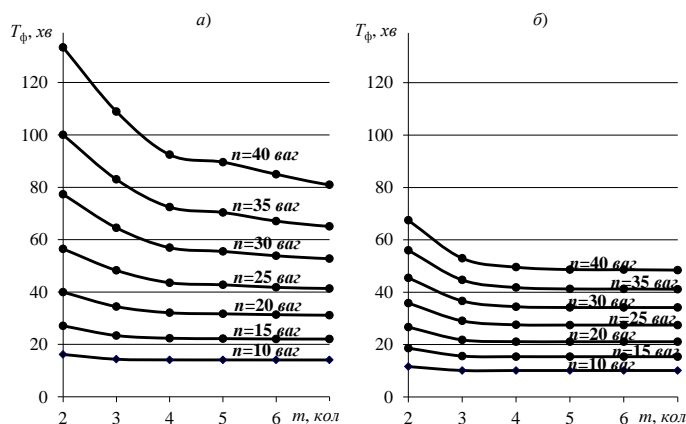 а)
T_ф, хв
120
100
80
60
40
20
0
n=40 ваг
n=35 ваг
n=30 ваг
n=25 ваг
n=20 ваг
n=15 ваг
n=10 ваг
2 3 4 5 6 m, кол
б)
T_ф, хв
120
100
80
60
40
20
0
n=40 ваг
n=35 ваг
n=30 ваг
n=25 ваг
n=20 ваг
n=15 ваг
n=10 ваг
2 3 4 5 6 m, кол